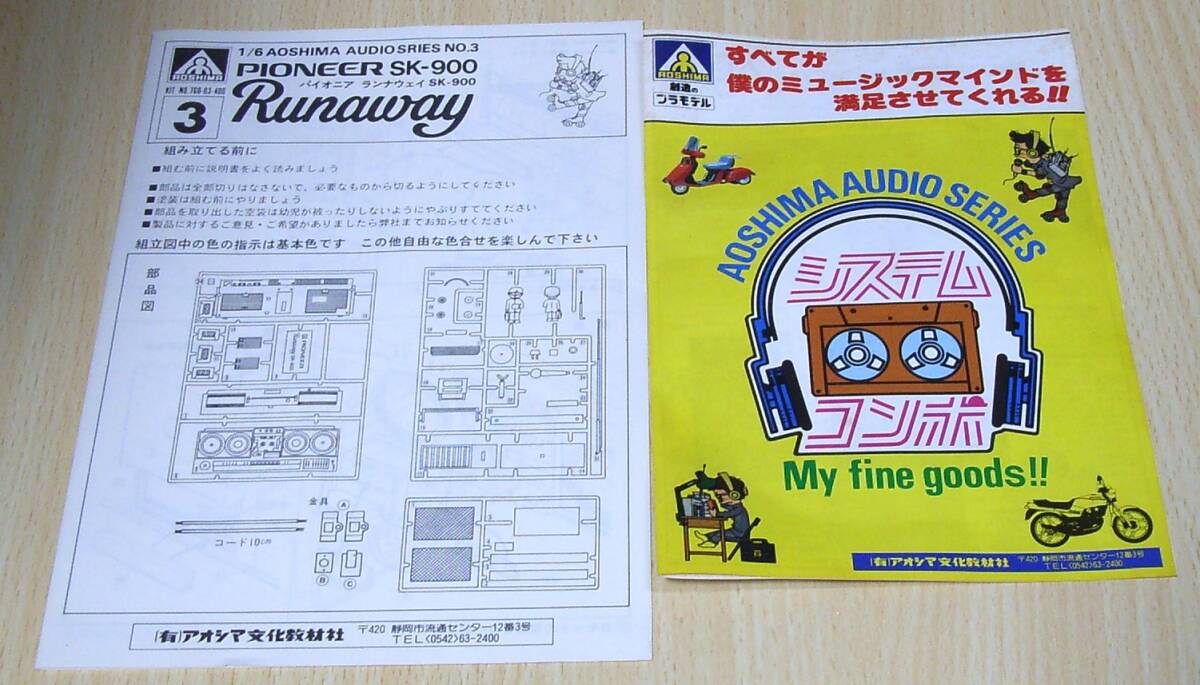 AOSHIMA
KIT NO.7G0-03-400
3
1/6 AOSHIMA AUDIO SRIES NO.3
PIONEER SK-900
パイオニア ランナウェイ SK-900
Runaway
組み立てる前に
■組む前に説明書をよく読みましょう
■部品は全部切りはなさないで、必要なものから切るようにしてください
■塗装は組む前にやりましょう
■部品を取り出した空袋は幼児が被ったりしないようにやぶりすててください
■製品に対するご意見・ご希望がありましたら弊社までお知らせください
組立図中の色の指示は基本色です この他自由な色合せを楽しんで下さい
部品図
PIONEER
金具
A
コード10cm
B
C
(有)アオシマ文化教材社 〒420 静岡市流通センター12番3号
TEL<0542>63-2400
AOSHIMA
創造の
プラモデル
すべてが
僕のミュージックマインドを
満足させてくれる!!
AOSHIMA AUDIO SERIES
システム
コンポ
My fine goods!!
(有)アオシマ文化教材社 〒420 静岡市流通センター12番3号
TEL<0542>63-2400